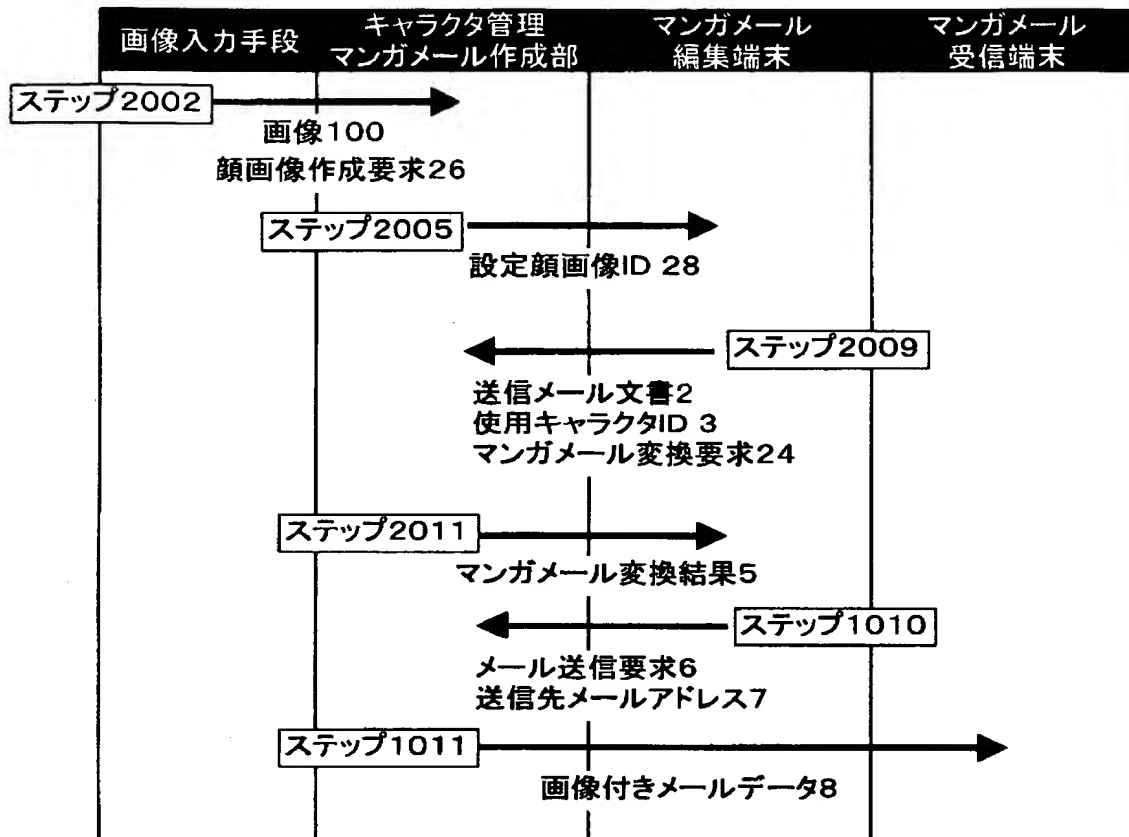 画像入力手段
キャラクタ管理
マンガメール作成部
マンガメール
編集端末
マンガメール
受信端末
ステップ2002
画像100
顔画像作成要求26
ステップ2005
設定顔画像ID 28
ステップ2009
送信メール文書2
使用キャラクタID 3
マンガメール変換要求24
ステップ2011
マンガメール変換結果5
ステップ1010
メール送信要求6
送信先メールアドレス7
ステップ1011
画像付きメールデータ8